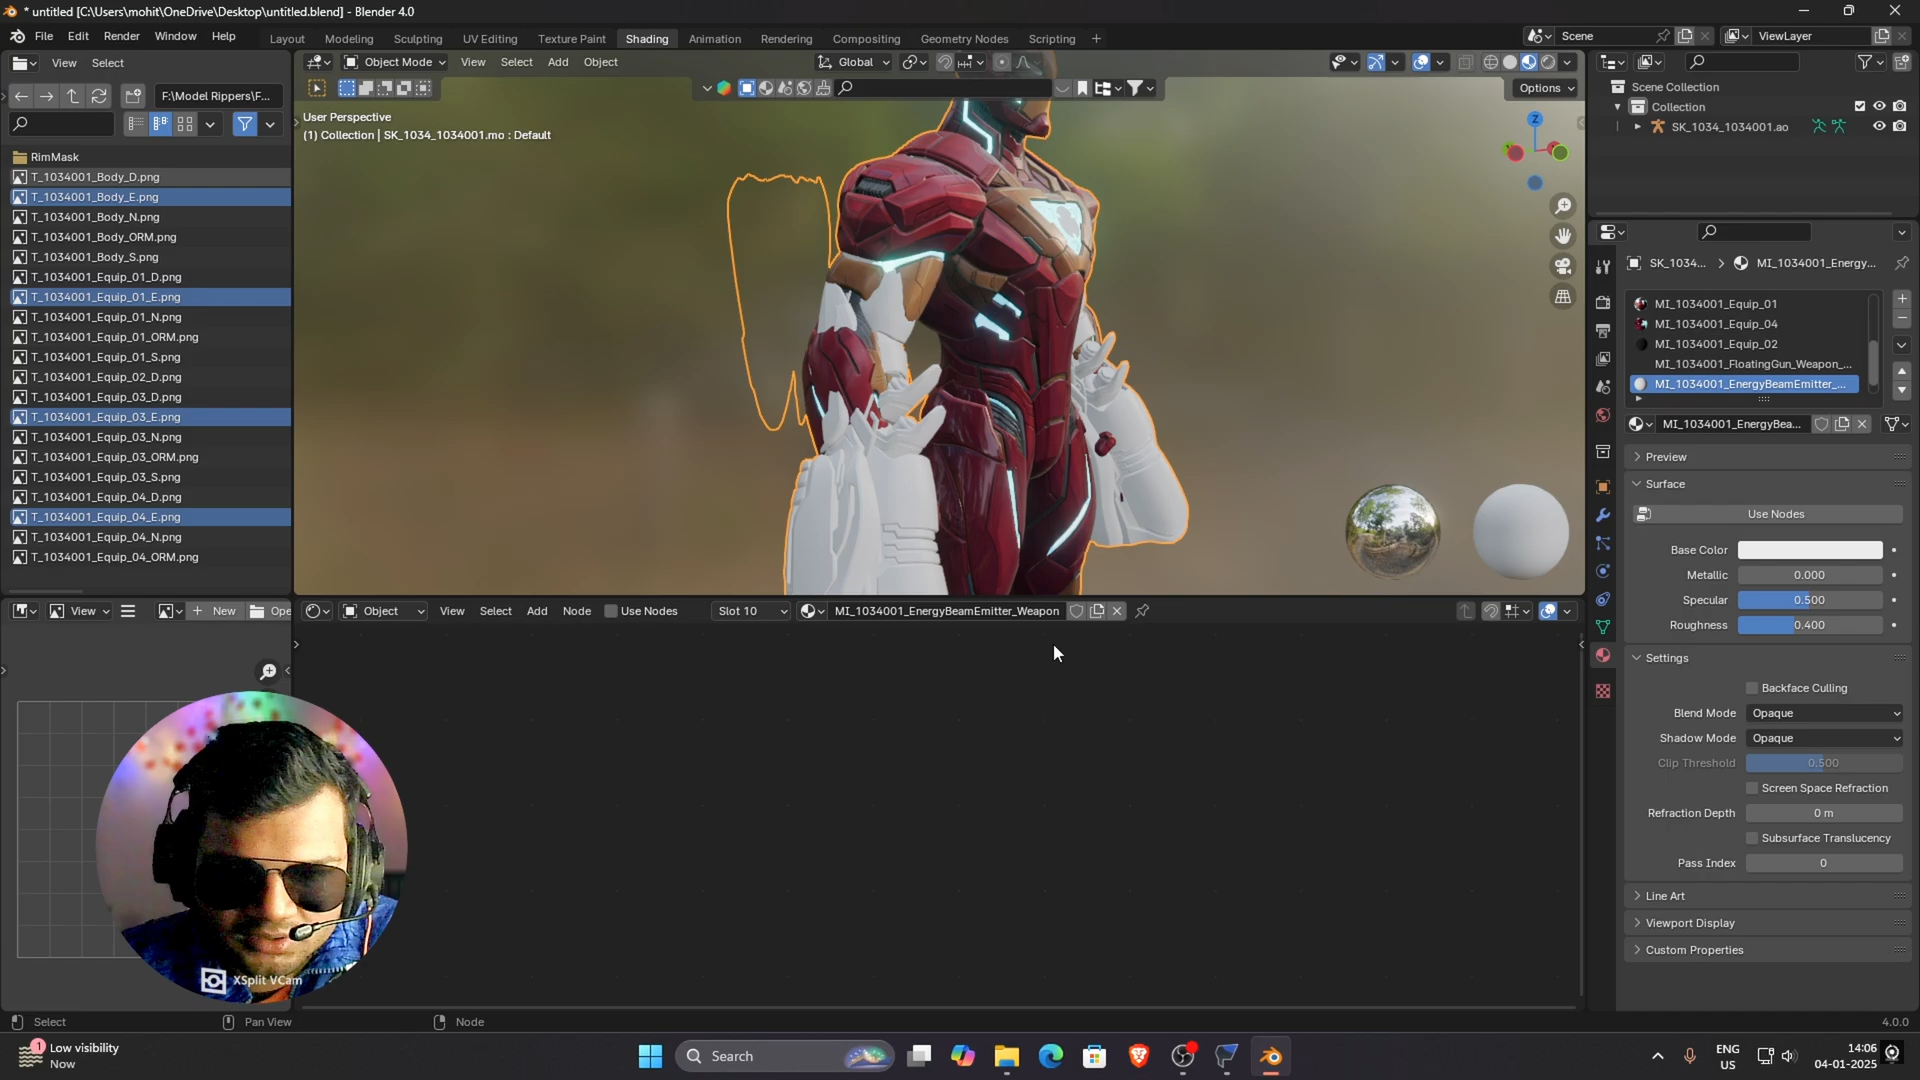 * untitled [C:\Users\mohit\OneDrive\Desktop\untitled.blend] - Blender 4.0
File Edit Render Window Help
Layout Modeling Sculpting UV Editing Texture Paint Shading Animation Rendering Compositing Geometry Nodes Scripting +
Scene
ViewLayer
View Select
Object Mode View Select Add Object
Global
F:\Model Rippers\F...
Options
User Perspective
(1) Collection | SK_1034_1034001.mo : Default
Z
RimMask
T_1034001_Body_D.png
T_1034001_Body_E.png
T_1034001_Body_N.png
T_1034001_Body_ORM.png
T_1034001_Body_S.png
T_1034001_Equip_01_D.png
T_1034001_Equip_01_E.png
T_1034001_Equip_01_N.png
T_1034001_Equip_01_ORM.png
T_1034001_Equip_01_S.png
T_1034001_Equip_02_D.png
T_1034001_Equip_03_D.png
T_1034001_Equip_03_E.png
T_1034001_Equip_03_N.png
T_1034001_Equip_03_ORM.png
T_1034001_Equip_03_S.png
T_1034001_Equip_04_D.png
T_1034001_Equip_04_E.png
T_1034001_Equip_04_N.png
T_1034001_Equip_04_ORM.png
Scene Collection
Collection
SK_1034_1034001.ao
SK_1034... MI_1034001_Energy...
MI_1034001_Equip_01
MI_1034001_Equip_04
MI_1034001_Equip_02
MI_1034001_FloatingGun_Weapon_...
MI_1034001_EnergyBeamEmitter_...
MI_1034001_EnergyBea...
Preview
Surface
Use Nodes
Base Color
Metallic 0.000
Specular 0.500
Roughness 0.400
Settings
Backface Culling
Blend Mode Opaque
Shadow Mode Opaque
Clip Threshold 0.500
Screen Space Refraction
Refraction Depth 0 m
Subsurface Translucency
Pass Index 0
Line Art
Viewport Display
Custom Properties
View + New Ope
Object View Select Add Node Use Nodes Slot 10 MI_1034001_EnergyBeamEmitter_Weapon
XSplit VCam
Select Pan View Node 4.0.0
1 Low visibility
Now
Search
ENG
US
14:06
04-01-2025